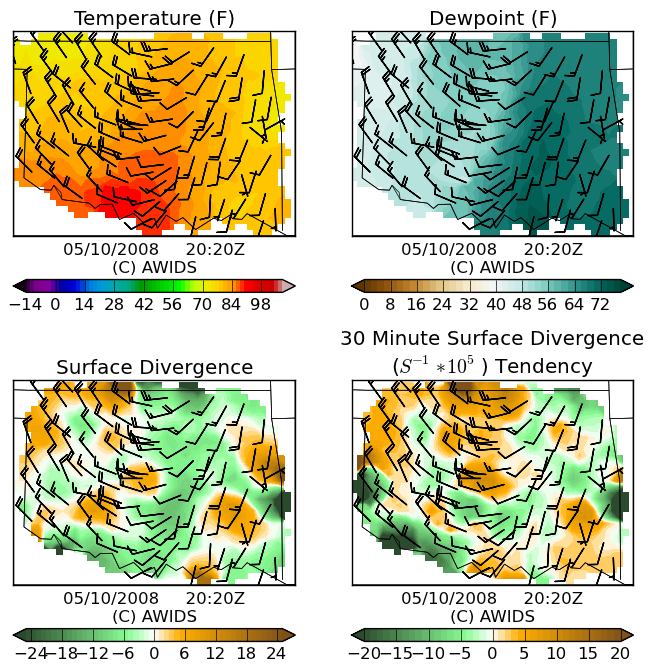 Temperature (F)
Dewpoint (F)
05/10/2008 20:20Z
(C) AWIDS
05/10/2008 20:20Z
(C) AWIDS
−14 0 14 28 42 56 70 84 98
0 8 16 24 32 40 48 56 64 72
Surface Divergence
30 Minute Surface Divergence
(S^{-1} *10^5 ) Tendency
05/10/2008 20:20Z
(C) AWIDS
05/10/2008 20:20Z
(C) AWIDS
−24 −18 −12 −6 0 6 12 18 24
−20 −15 −10 −5 0 5 10 15 20